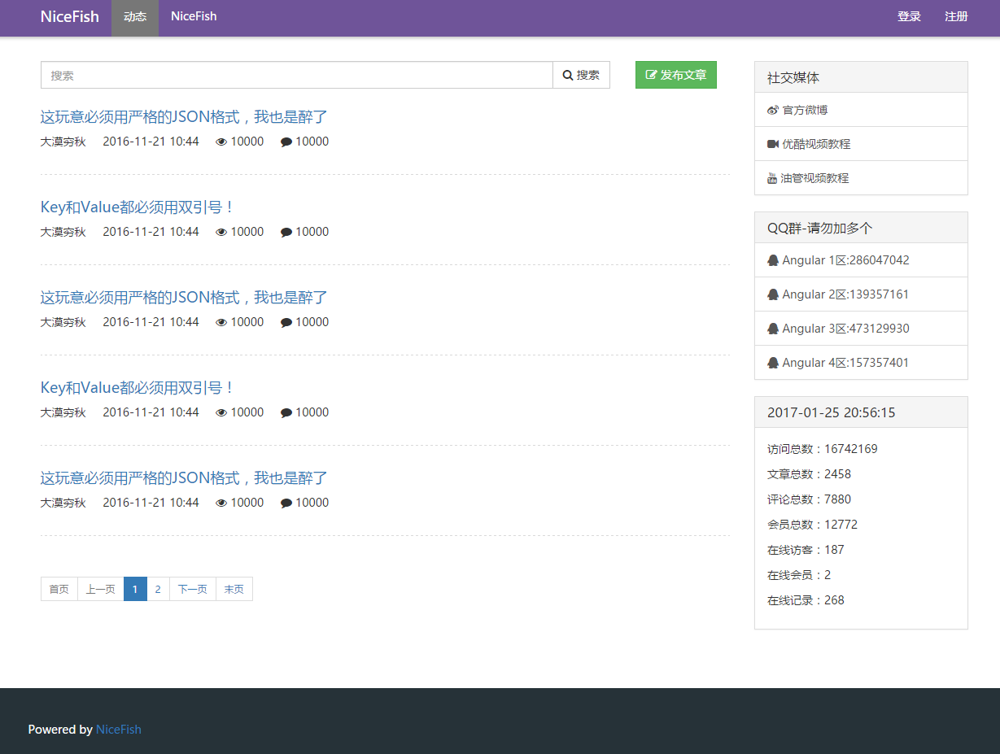 NiceFish 动态 NiceFish 登录 注册
搜索 搜索 发布文章
这玩意必须用严格的JSON格式，我也是醉了
大漠穷秋 2016-11-21 10:44 10000 10000
Key和Value都必须用双引号！
大漠穷秋 2016-11-21 10:44 10000 10000
这玩意必须用严格的JSON格式，我也是醉了
大漠穷秋 2016-11-21 10:44 10000 10000
Key和Value都必须用双引号！
大漠穷秋 2016-11-21 10:44 10000 10000
这玩意必须用严格的JSON格式，我也是醉了
大漠穷秋 2016-11-21 10:44 10000 10000
首页 上一页 1 2 下一页 末页
社交媒体
官方微博
优酷视频教程
You Tube 油管视频教程
QQ群-请勿加多个
Angular 1区:286047042
Angular 2区:139357161
Angular 3区:473129930
Angular 4区:157357401
2017-01-25 20:56:15
访问总数：16742169
文章总数：2458
评论总数：7880
会员总数：12772
在线访客：187
在线会员：2
在线记录：268
Powered by NiceFish